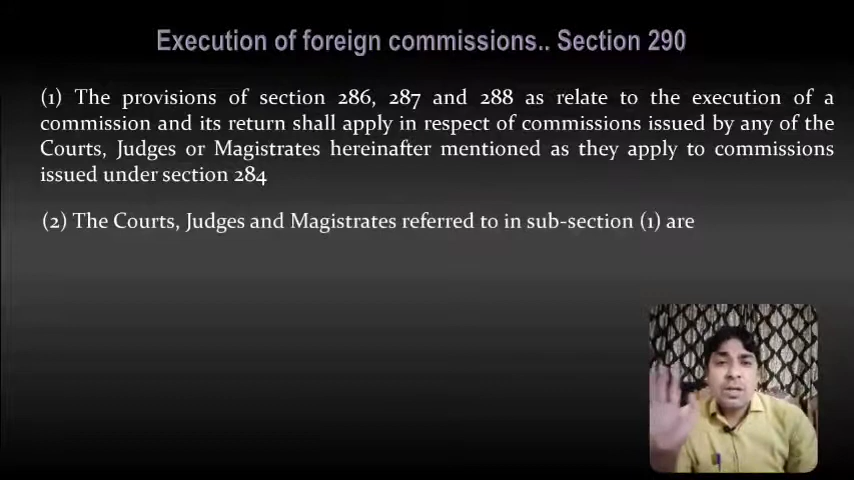 Execution of foreign commissions.. Section 290
(1) The provisions of section 286, 287 and 288 as relate to the execution of a
commission and its return shall apply in respect of commissions issued by any of the
Courts, Judges or Magistrates hereinafter mentioned as they apply to commissions
issued under section 284
(2) The Courts, Judges and Magistrates referred to in sub-section (1) are